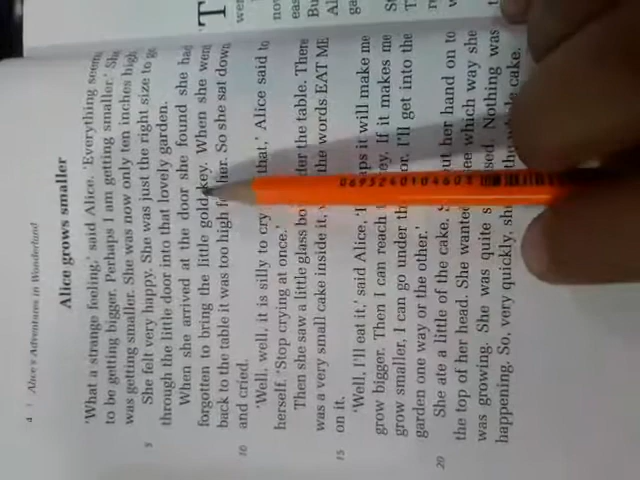 4 | Alice's Adventures in Wonderland
Alice grows smaller
'What a strange feeling,' said Alice. 'Everything seems
to be getting bigger. Perhaps I am getting smaller.' She
was getting smaller. She was now only ten inches high
5 She felt very happy. She was just the right size to
through the little door into that lovely garden.
When she arrived at the door she found she had
forgotten to bring the little gold key. When she went
back to the table it was too high for her. So she sat down
10 and cried.
'Well, well, it is silly to cry that,' Alice said to
herself. 'Stop crying at once.'
Then she saw a little glass the table. There
was a very small cake inside it, the words EAT ME
15 on it.
'Well, I'll eat it,' said Alice, it will make me
grow bigger. Then I can reach If it makes me
grow smaller, I can go under I'll get into the
garden one way or the other.'
20 She ate a little of the cake. her hand on to
the top of her head. She wanted which way she
was growing. She was quite Nothing was
happening. So, very quickly, cake.
069526010460